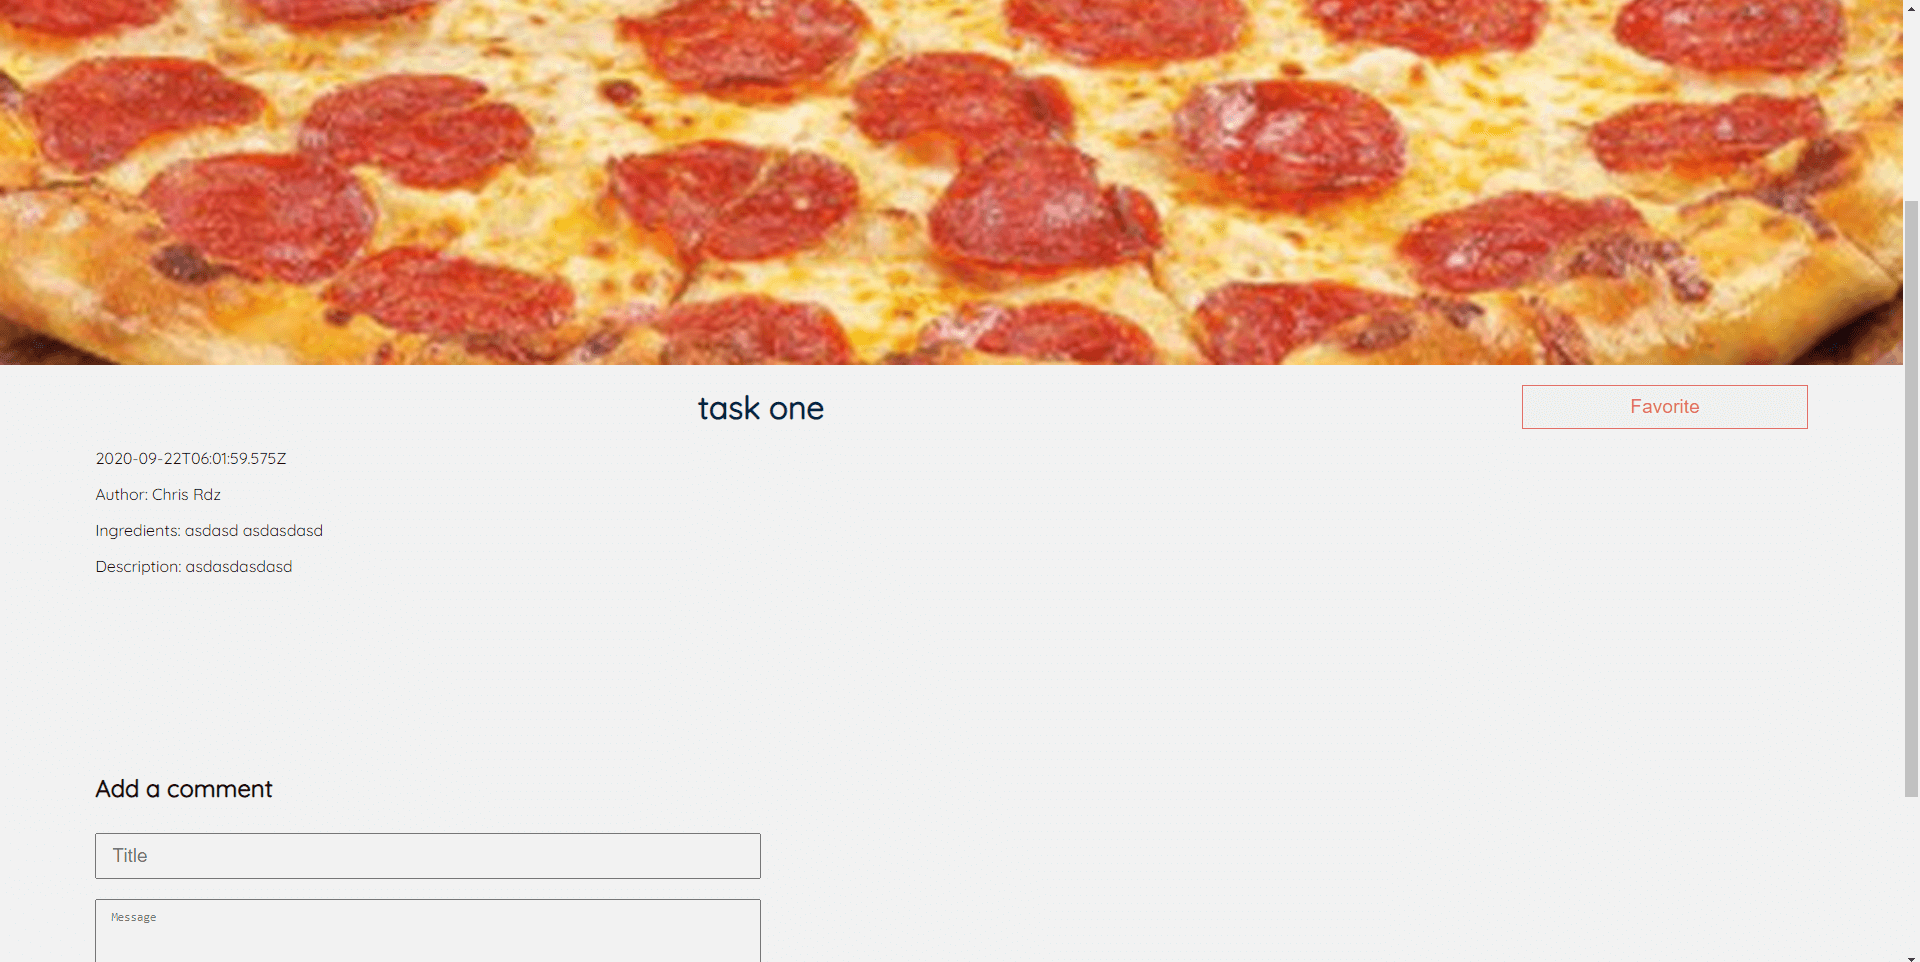 task one
Favorite
2020-09-22T06:01:59.575Z
Author: Chris Rdz
Ingredients: asdasd asdasdasd
Description: asdasdasdasd
Add a comment
Title
Message